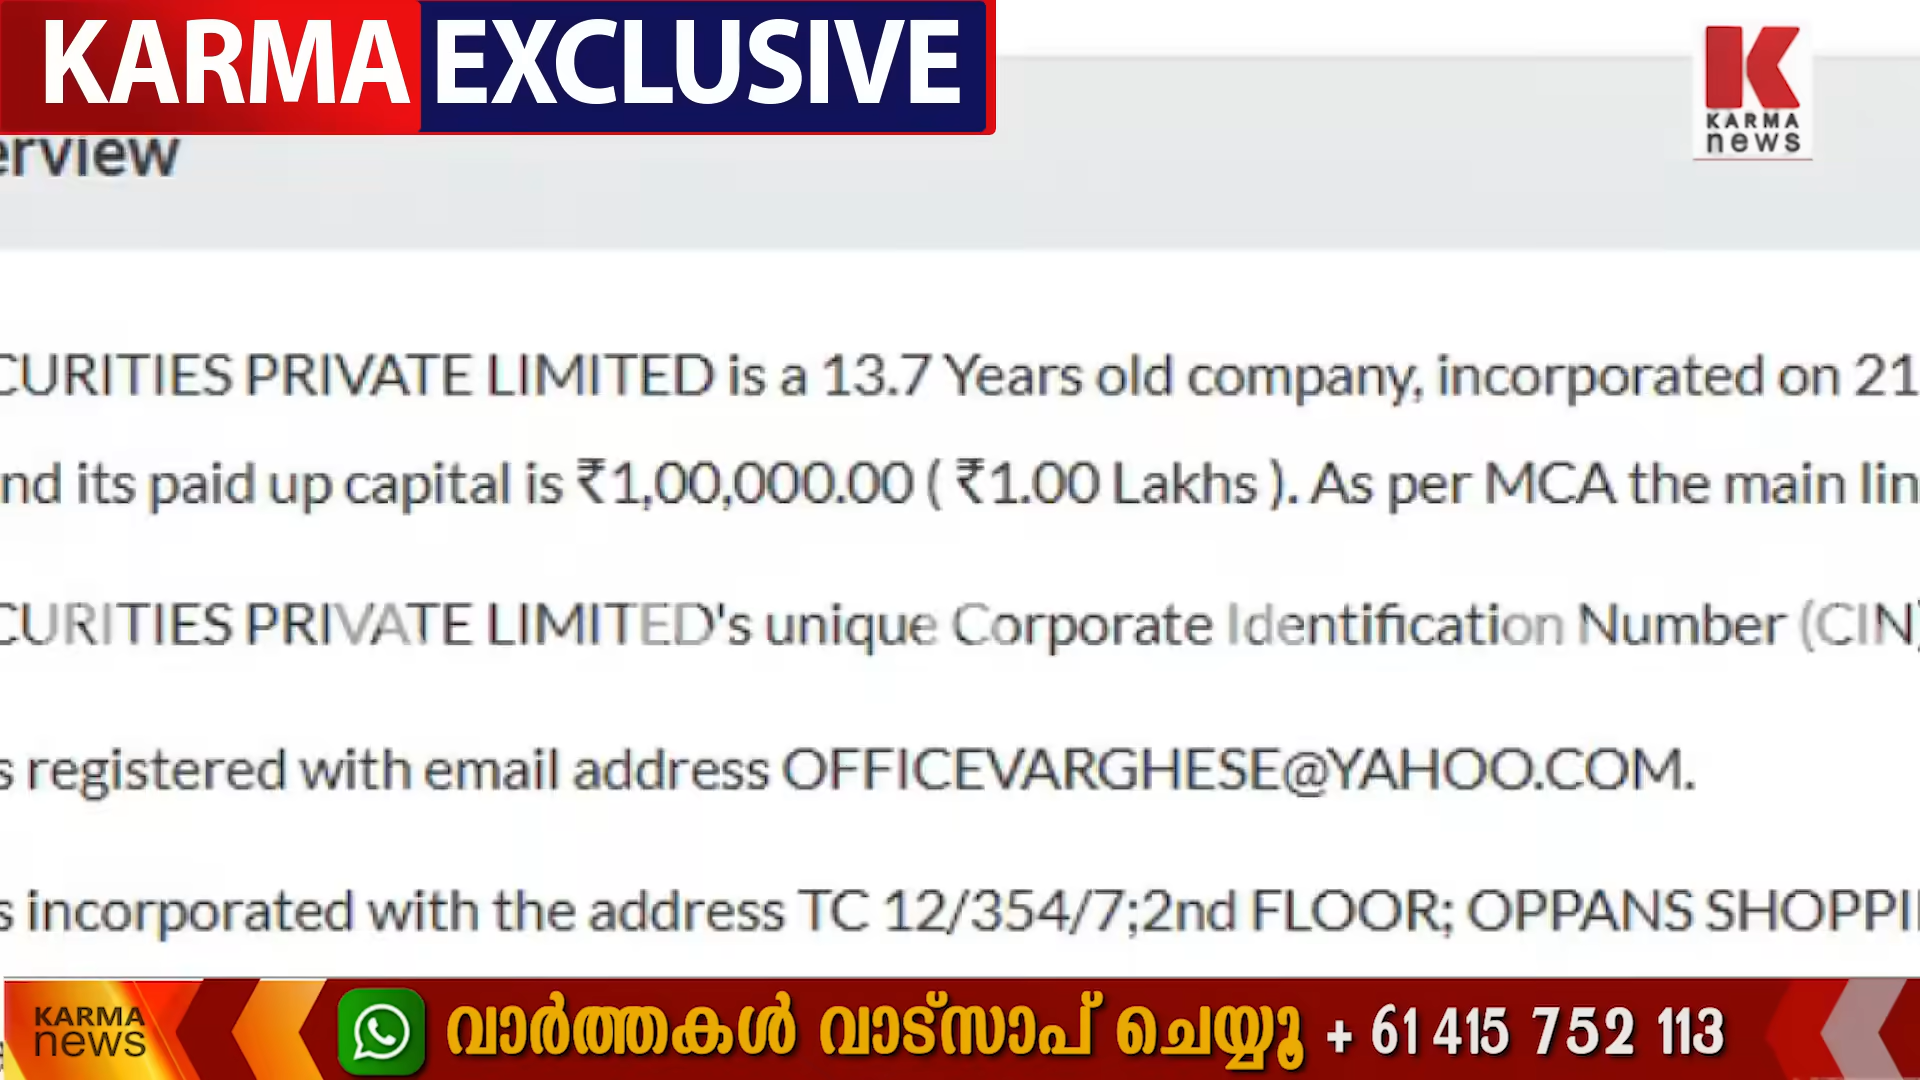 KARMA EXCLUSIVE
KARMA
news
erview
CURITIES PRIVATE LIMITED is a 13.7 Years old company, incorporated on 21
nd its paid up capital is ₹1,00,000.00 ( ₹1.00 Lakhs ). As per MCA the main lin
CURITIES PRIVATE LIMITED's unique Corporate Identification Number (CIN)
s registered with email address OFFICEVARGHESE@YAHOO.COM.
s incorporated with the address TC 12/354/7;2nd FLOOR; OPPANS SHOPPI
KARMA
news
വാർത്തകൾ വാട്സാപ് ചെയ്യൂ + 61 415 752 113